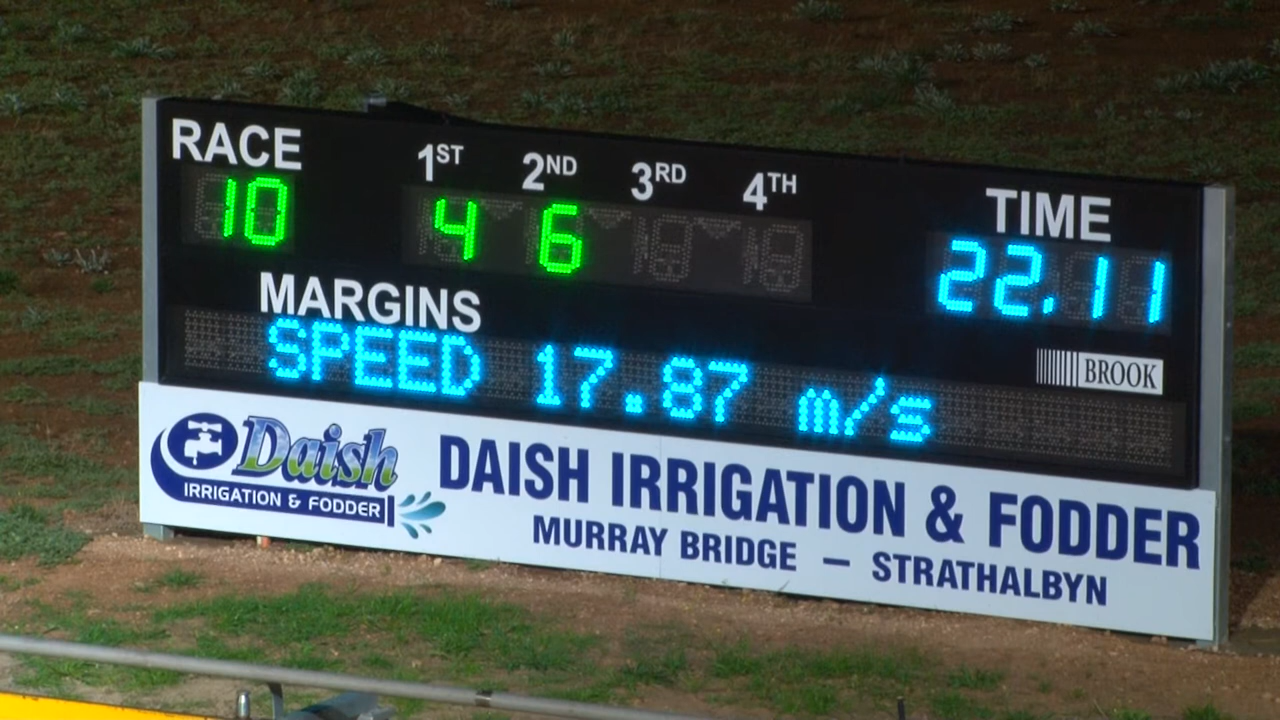 RACE 1ST 2ND 3RD 4TH TIME
10 4 6 22.11
MARGINS
SPEED 17.87 m/s
BROOK
Daish
IRRIGATION & FODDER
DAISH IRRIGATION & FODDER
MURRAY BRIDGE – STRATHALBYN